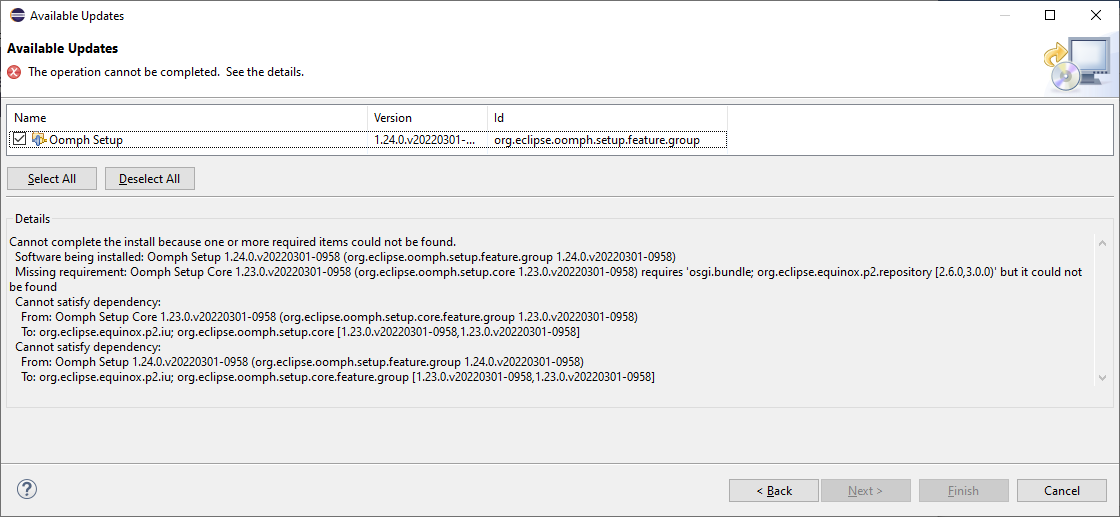 Available Updates
Available Updates
The operation cannot be completed.  See the details.
Name Version Id
Oomph Setup 1.24.0.v20220301-... org.eclipse.oomph.setup.feature.group
Select All Deselect All
Details
Cannot complete the install because one or more required items could not be found.
Software being installed: Oomph Setup 1.24.0.v20220301-0958 (org.eclipse.oomph.setup.feature.group 1.24.0.v20220301-0958)
Missing requirement: Oomph Setup Core 1.23.0.v20220301-0958 (org.eclipse.oomph.setup.core 1.23.0.v20220301-0958) requires 'osgi.bundle; org.eclipse.equinox.p2.repository [2.6.0,3.0.0)' but it could not
be found
Cannot satisfy dependency:
From: Oomph Setup Core 1.23.0.v20220301-0958 (org.eclipse.oomph.setup.core.feature.group 1.23.0.v20220301-0958)
To: org.eclipse.equinox.p2.iu; org.eclipse.oomph.setup.core [1.23.0.v20220301-0958,1.23.0.v20220301-0958]
Cannot satisfy dependency:
From: Oomph Setup 1.24.0.v20220301-0958 (org.eclipse.oomph.setup.feature.group 1.24.0.v20220301-0958)
To: org.eclipse.equinox.p2.iu; org.eclipse.oomph.setup.core.feature.group [1.23.0.v20220301-0958,1.23.0.v20220301-0958]
? < Back Next > Finish Cancel